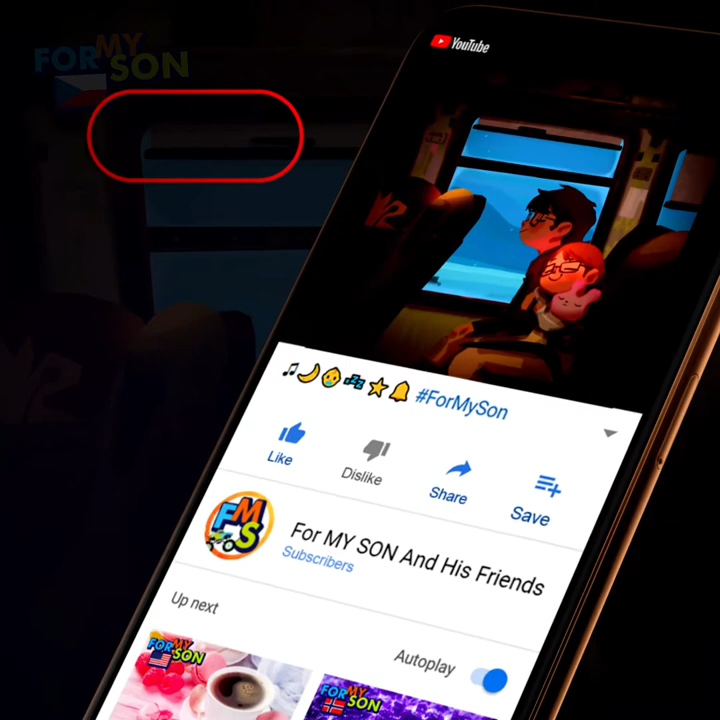 FOR MY SON
YouTube
🎵🌙👶💤⭐🔔 #ForMySon
Like
Dislike
Share
Save
FMS
For MY SON And His Friends
Subscribers
Up next
Autoplay
FOR MY SON
FOR MY SON